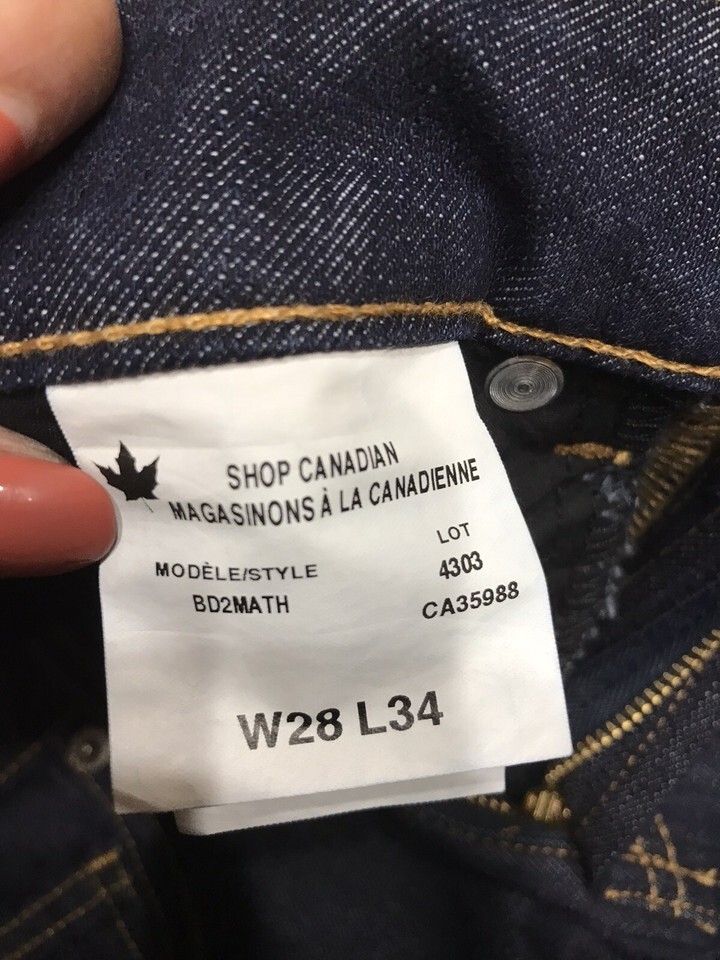 SHOP CANADIAN
MAGASINONS À LA CANADIENNE
MODÈLE/STYLE
BD2MATH
LOT
4303
CA35988
W28 L34